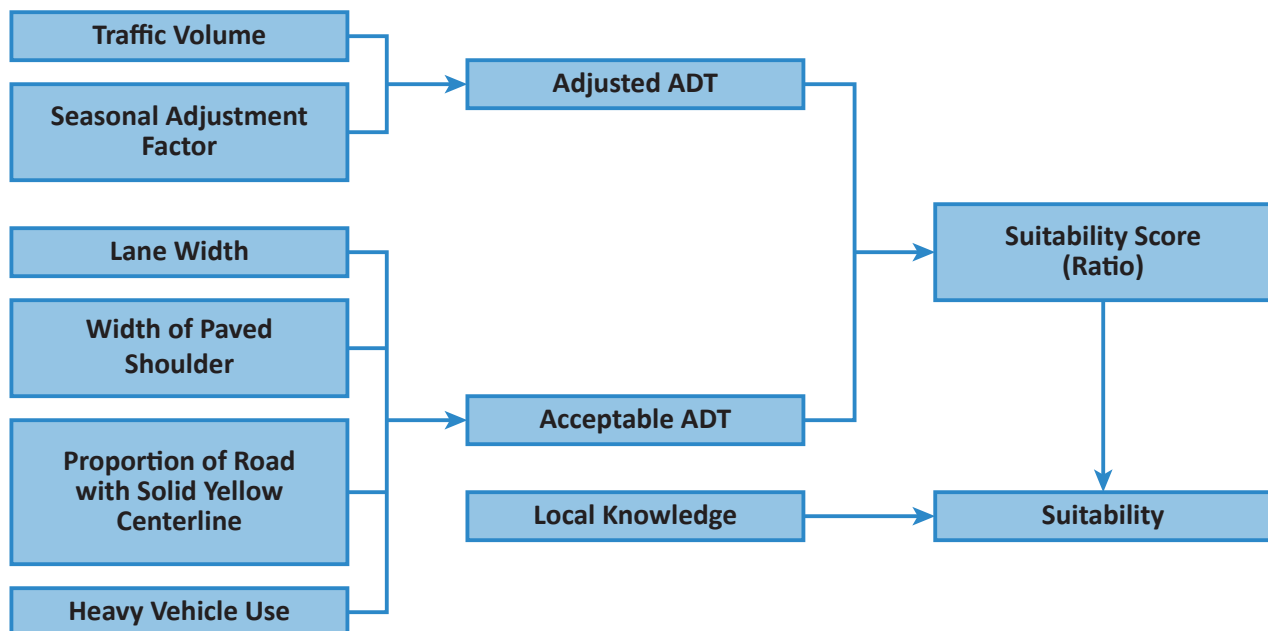 Traffic Volume
Seasonal Adjustment
Factor
Adjusted ADT
Lane Width
Width of Paved
Shoulder
Proportion of Road
with Solid Yellow
Centerline
Heavy Vehicle Use
Acceptable ADT
Local Knowledge
Suitability Score
(Ratio)
Suitability